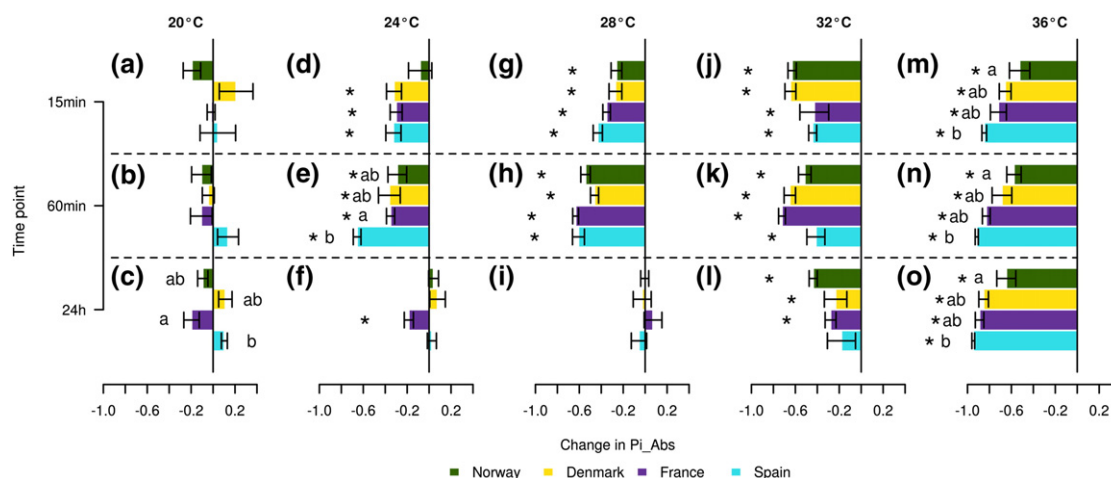 20°C 24°C 28°C 32°C 36°C
(a) (d) (g) (j) (m)
* * * * a
15min * * * *ab
* * * *ab
* * * * b
(b) (e) (h) (k) (n)
*ab * * * a
60min *ab * * *ab
* a * * *ab
* b * * * b
(c) (f) (i) (l) (o)
ab * * a
ab * *ab
24h a * * *ab
b * b
Time point
-1.0 -0.6 -0.2 0.2 -1.0 -0.6 -0.2 0.2 -1.0 -0.6 -0.2 0.2 -1.0 -0.6 -0.2 0.2 -1.0 -0.6 -0.2 0.2
Change in Pi_Abs
Norway Denmark France Spain